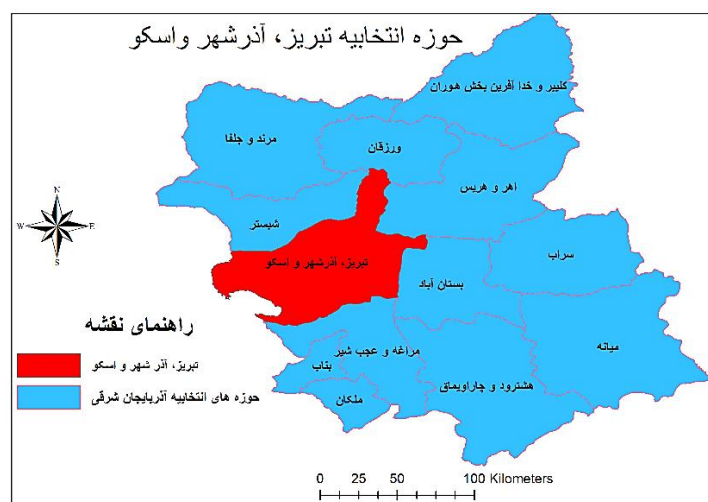 حوزه انتخابیه تبریز، آذرشهر واسکو
کلیبر و خدا آفرین بخش هوران
مرند و جلفا
ورزقان
اهر و هریس
شبستر
سراب
تبریز، آذرشهر و اسکو
بستان آباد
میانه
مراغه و عجب شیر
بناب
هشترود و چاراویماق
ملکان
N
W
E
S
راهنمای نقشه
تبریز، آذر شهر و اسکو
حوزه های انتخابیه آذربایجان شرقی
0 25 50 100 Kilometers